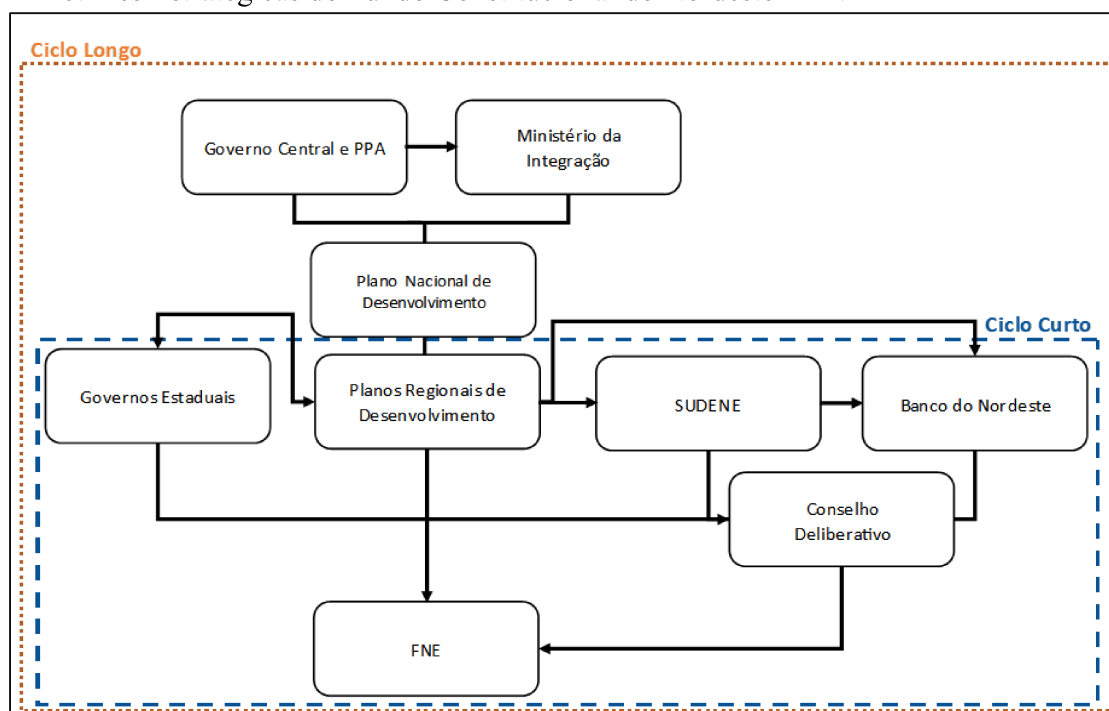 Ciclo Longo
Governo Central e PPA
Ministério da
Integração
Plano Nacional de
Desenvolvimento
Ciclo Curto
Governos Estaduais
Planos Regionais de
Desenvolvimento
SUDENE
Banco do Nordeste
Conselho
Deliberativo
FNE